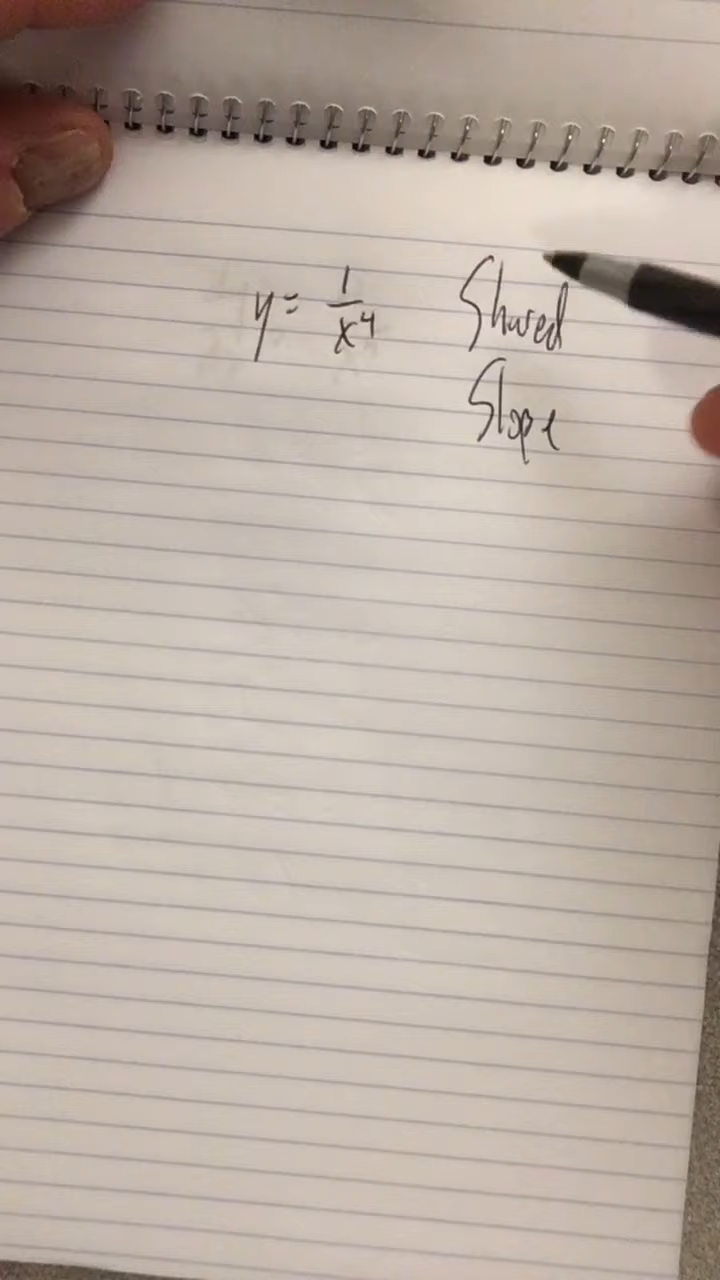 y = 1/x⁴
Shared
Slope